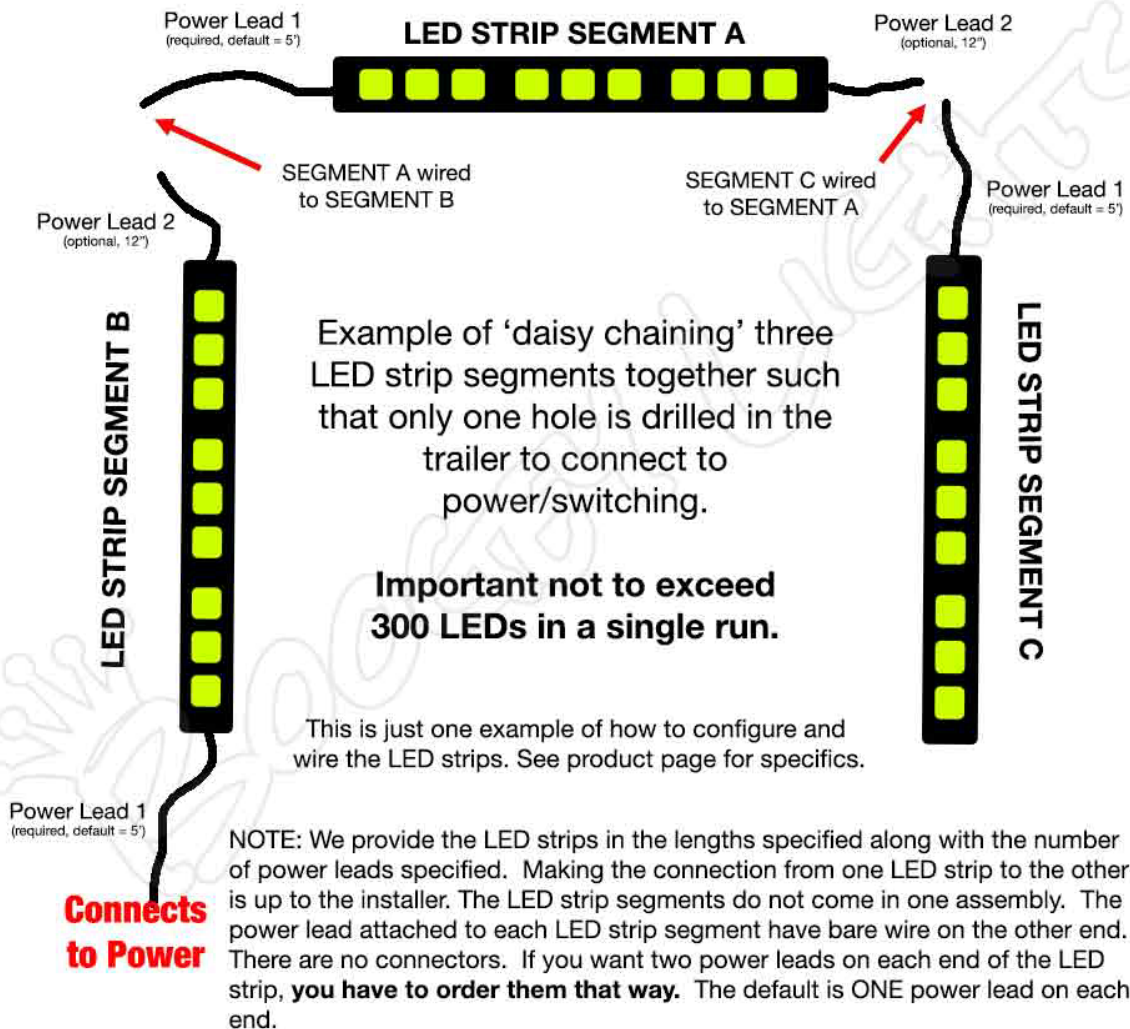 Power Lead 1
(required, default = 5')
LED STRIP SEGMENT A
Power Lead 2
(optional, 12")
SEGMENT A wired
to SEGMENT B
SEGMENT C wired
to SEGMENT A
Power Lead 1
(required, default = 5')
Power Lead 2
(optional, 12")
LED STRIP SEGMENT B
Example of ‘daisy chaining’ three
LED strip segments together such
that only one hole is drilled in the
trailer to connect to
power/switching.
Important not to exceed
300 LEDs in a single run.
LED STRIP SEGMENT C
This is just one example of how to configure and
wire the LED strips. See product page for specifics.
Power Lead 1
(required, default = 5')
Connects
to Power
NOTE: We provide the LED strips in the lengths specified along with the number
of power leads specified. Making the connection from one LED strip to the other
is up to the installer. The LED strip segments do not come in one assembly. The
power lead attached to each LED strip segment have bare wire on the other end.
There are no connectors. If you want two power leads on each end of the LED
strip, you have to order them that way. The default is ONE power lead on each
end.
BOOGEY LIGHTS